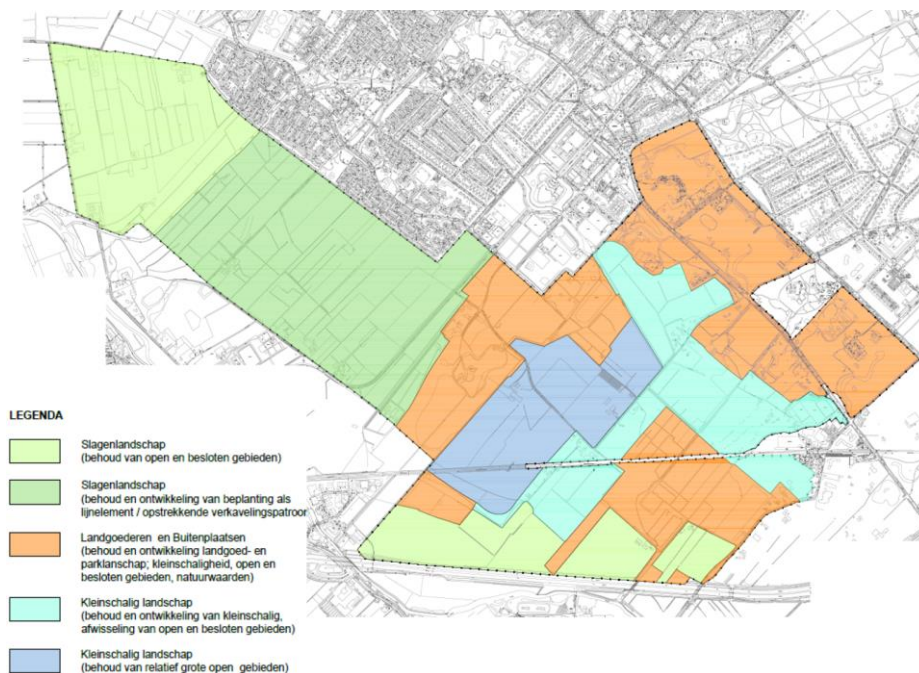 LEGENDA
Slagenlandschap
(behoud van open en besloten gebieden)
Slagenlandschap
(behoud en ontwikkeling van beplanting als
lijnelement / opstrekkende verkavelingspatroon
Landgoederen en Buitenplaatsen
(behoud en ontwikkeling landgoed- en
parklanschap; kleinschaligheid, open en
besloten gebieden, natuurwaarden)
Kleinschalig landschap
(behoud en ontwikkeling van kleinschalig,
afwisseling van open en besloten gebieden)
Kleinschalig landschap
(behoud van relatief grote open gebieden)